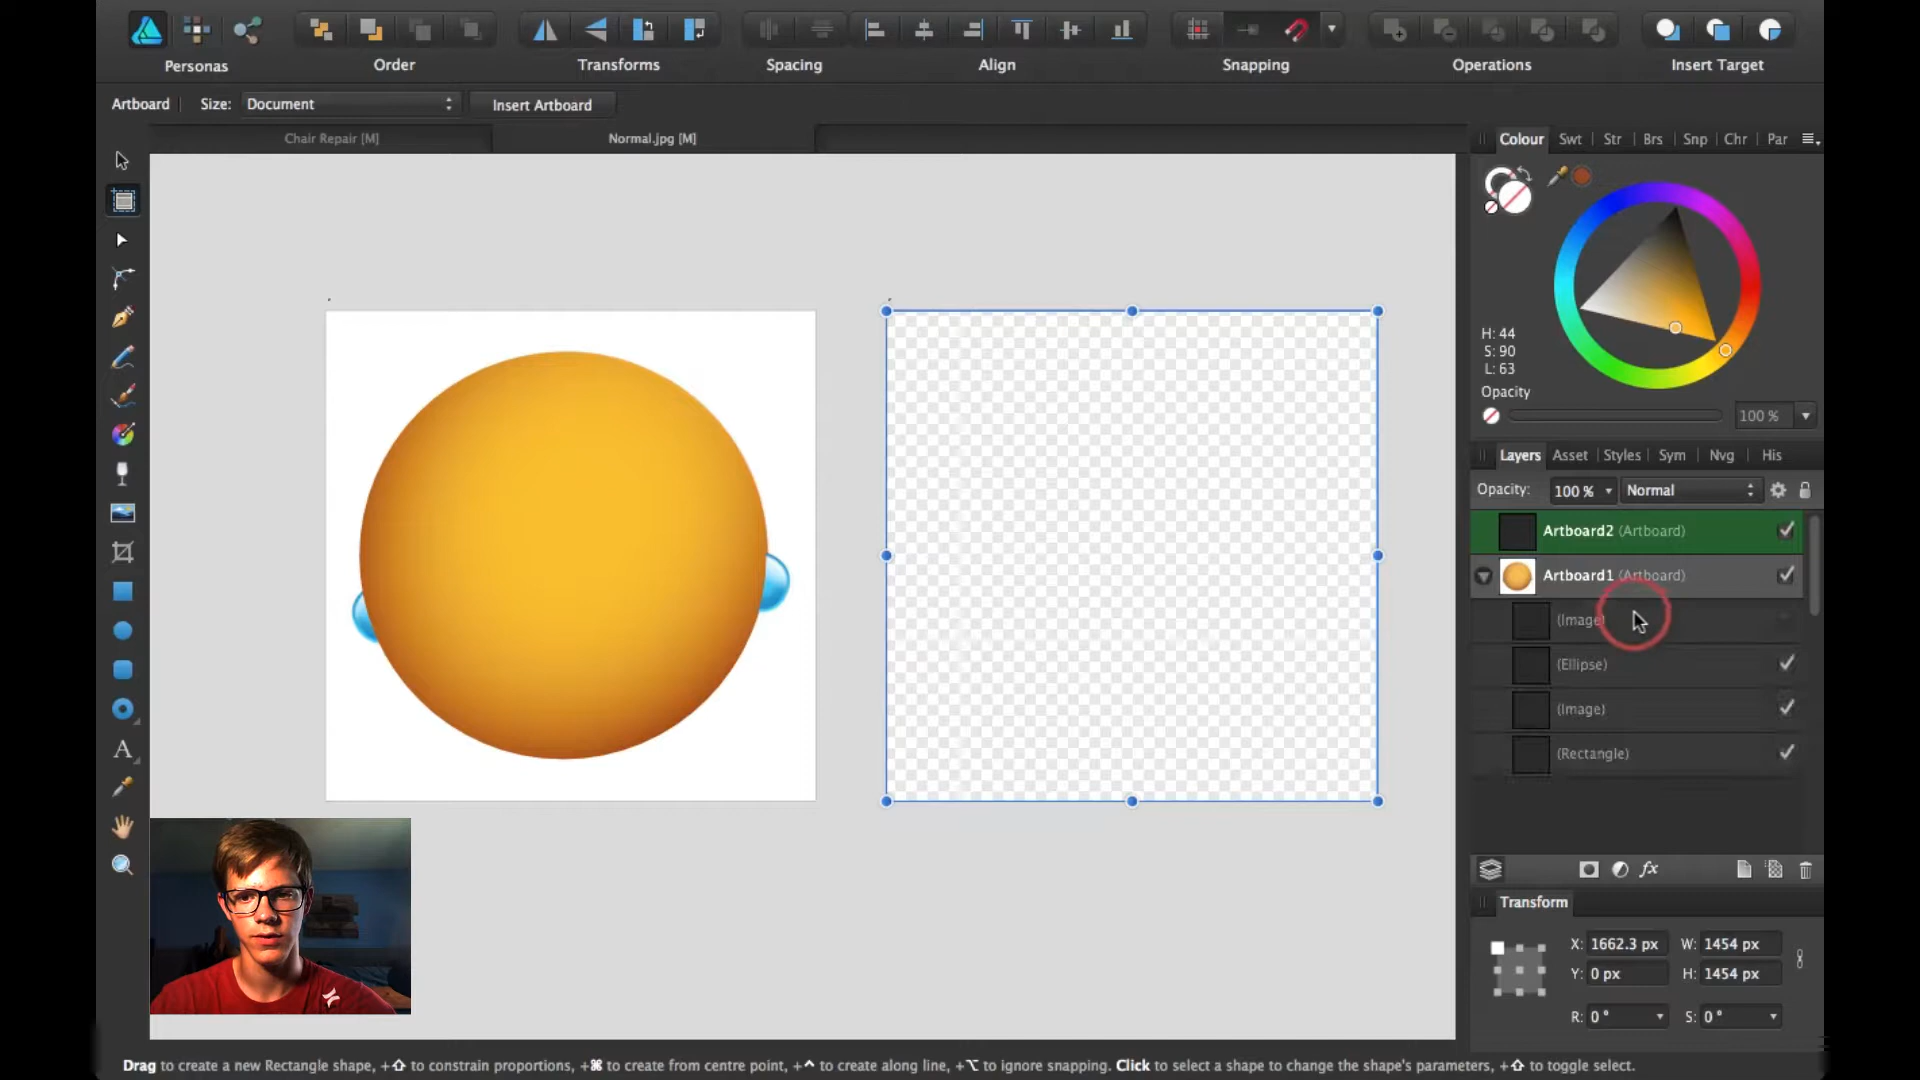 Personas
Order
Transforms
Spacing
Align
Snapping
Operations
Insert Target
Artboard
Size: Document
Insert Artboard
Chair Repair [M]
Normal.jpg [M]
Colour Swt Str Brs Snp Chr Par
H: 44
S: 90
L: 63
Opacity
100 %
Layers Asset Styles Sym Nvg His
Opacity: 100 % Normal
Artboard2 (Artboard)
Artboard1 (Artboard)
(Image)
(Ellipse)
(Image)
(Rectangle)
fx
Transform
X: 1662.3 px W: 1454 px
Y: 0 px H: 1454 px
R: 0 ° S: 0 °
A
Drag to create a new Rectangle shape, +⇧ to constrain proportions, +⌘ to create from centre point, +^ to create along line, +⌥ to ignore snapping. Click to select a shape to change the shape's parameters, +⇧ to toggle select.